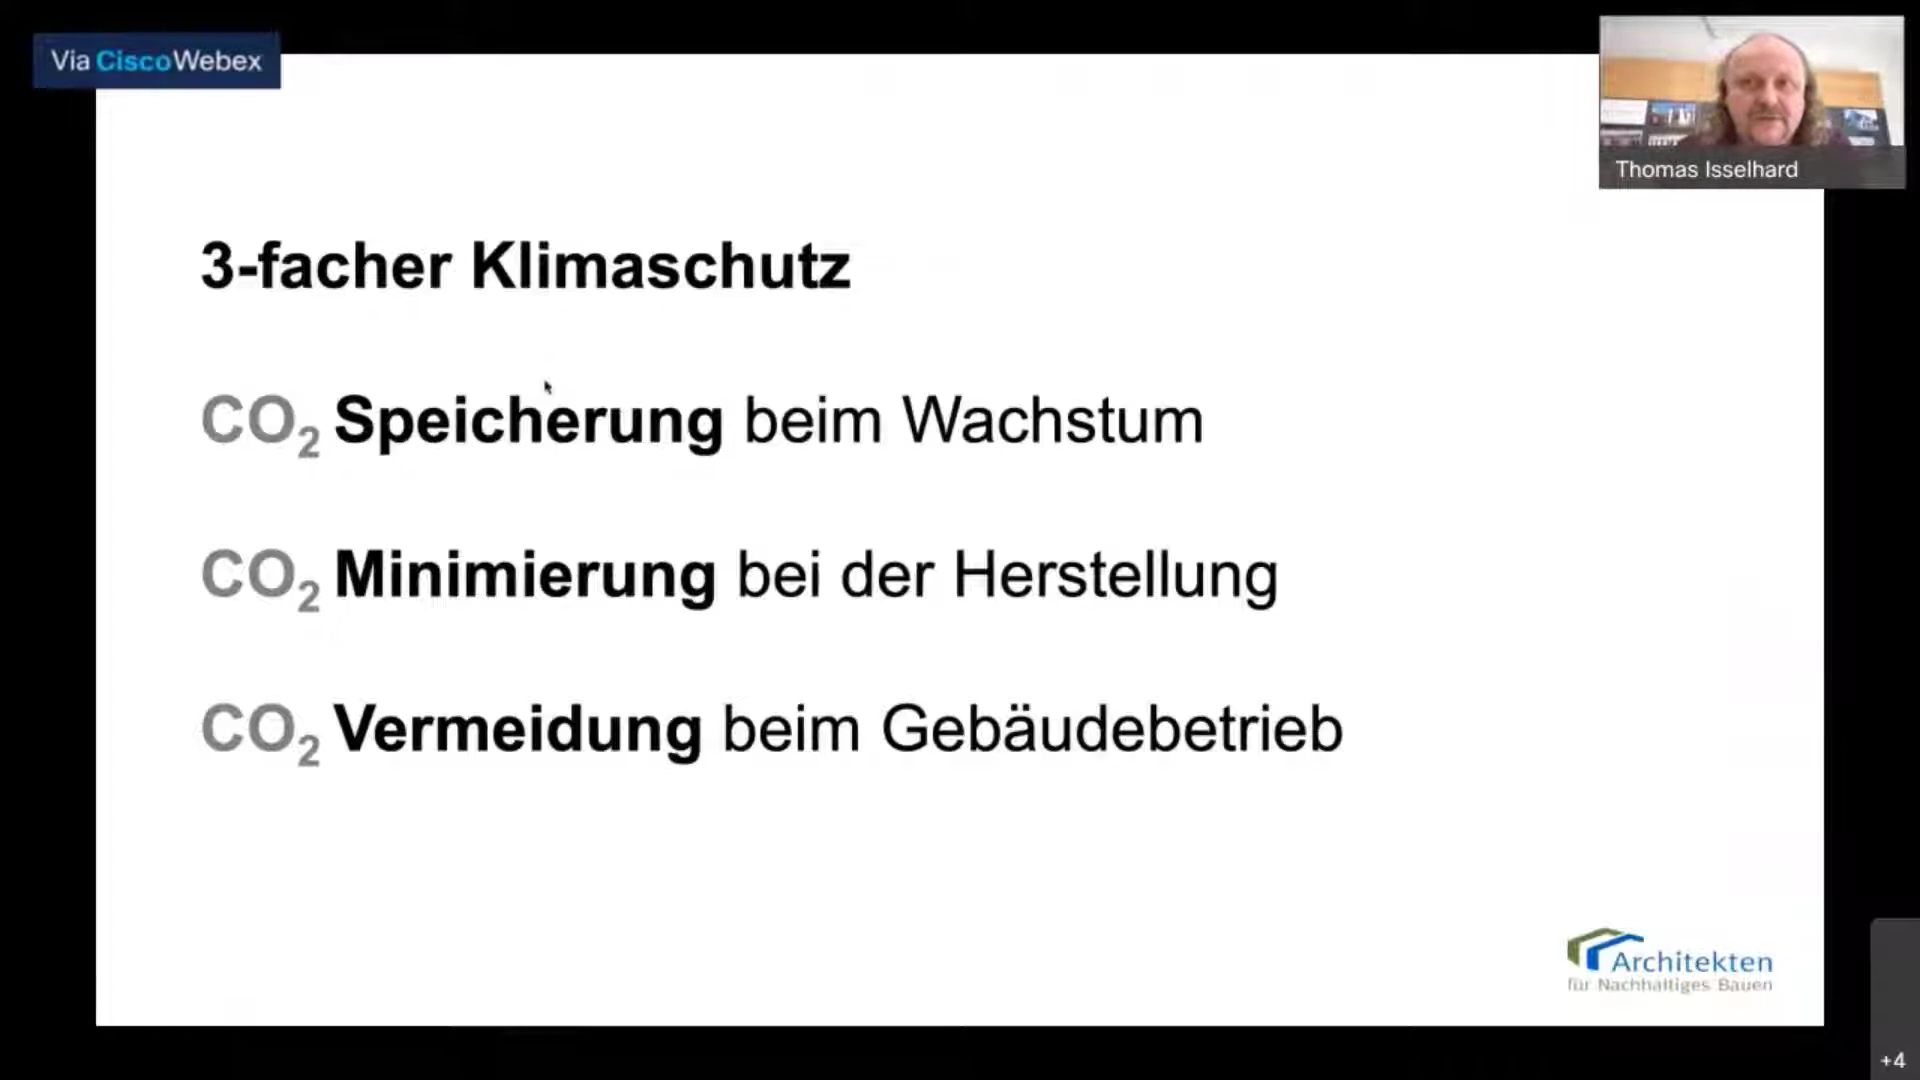 Via CiscoWebex
Thomas Isselhard
3-facher Klimaschutz
CO₂ Speicherung beim Wachstum
CO₂ Minimierung bei der Herstellung
CO₂ Vermeidung beim Gebäudebetrieb
Architekten
für Nachhaltiges Bauen
+4